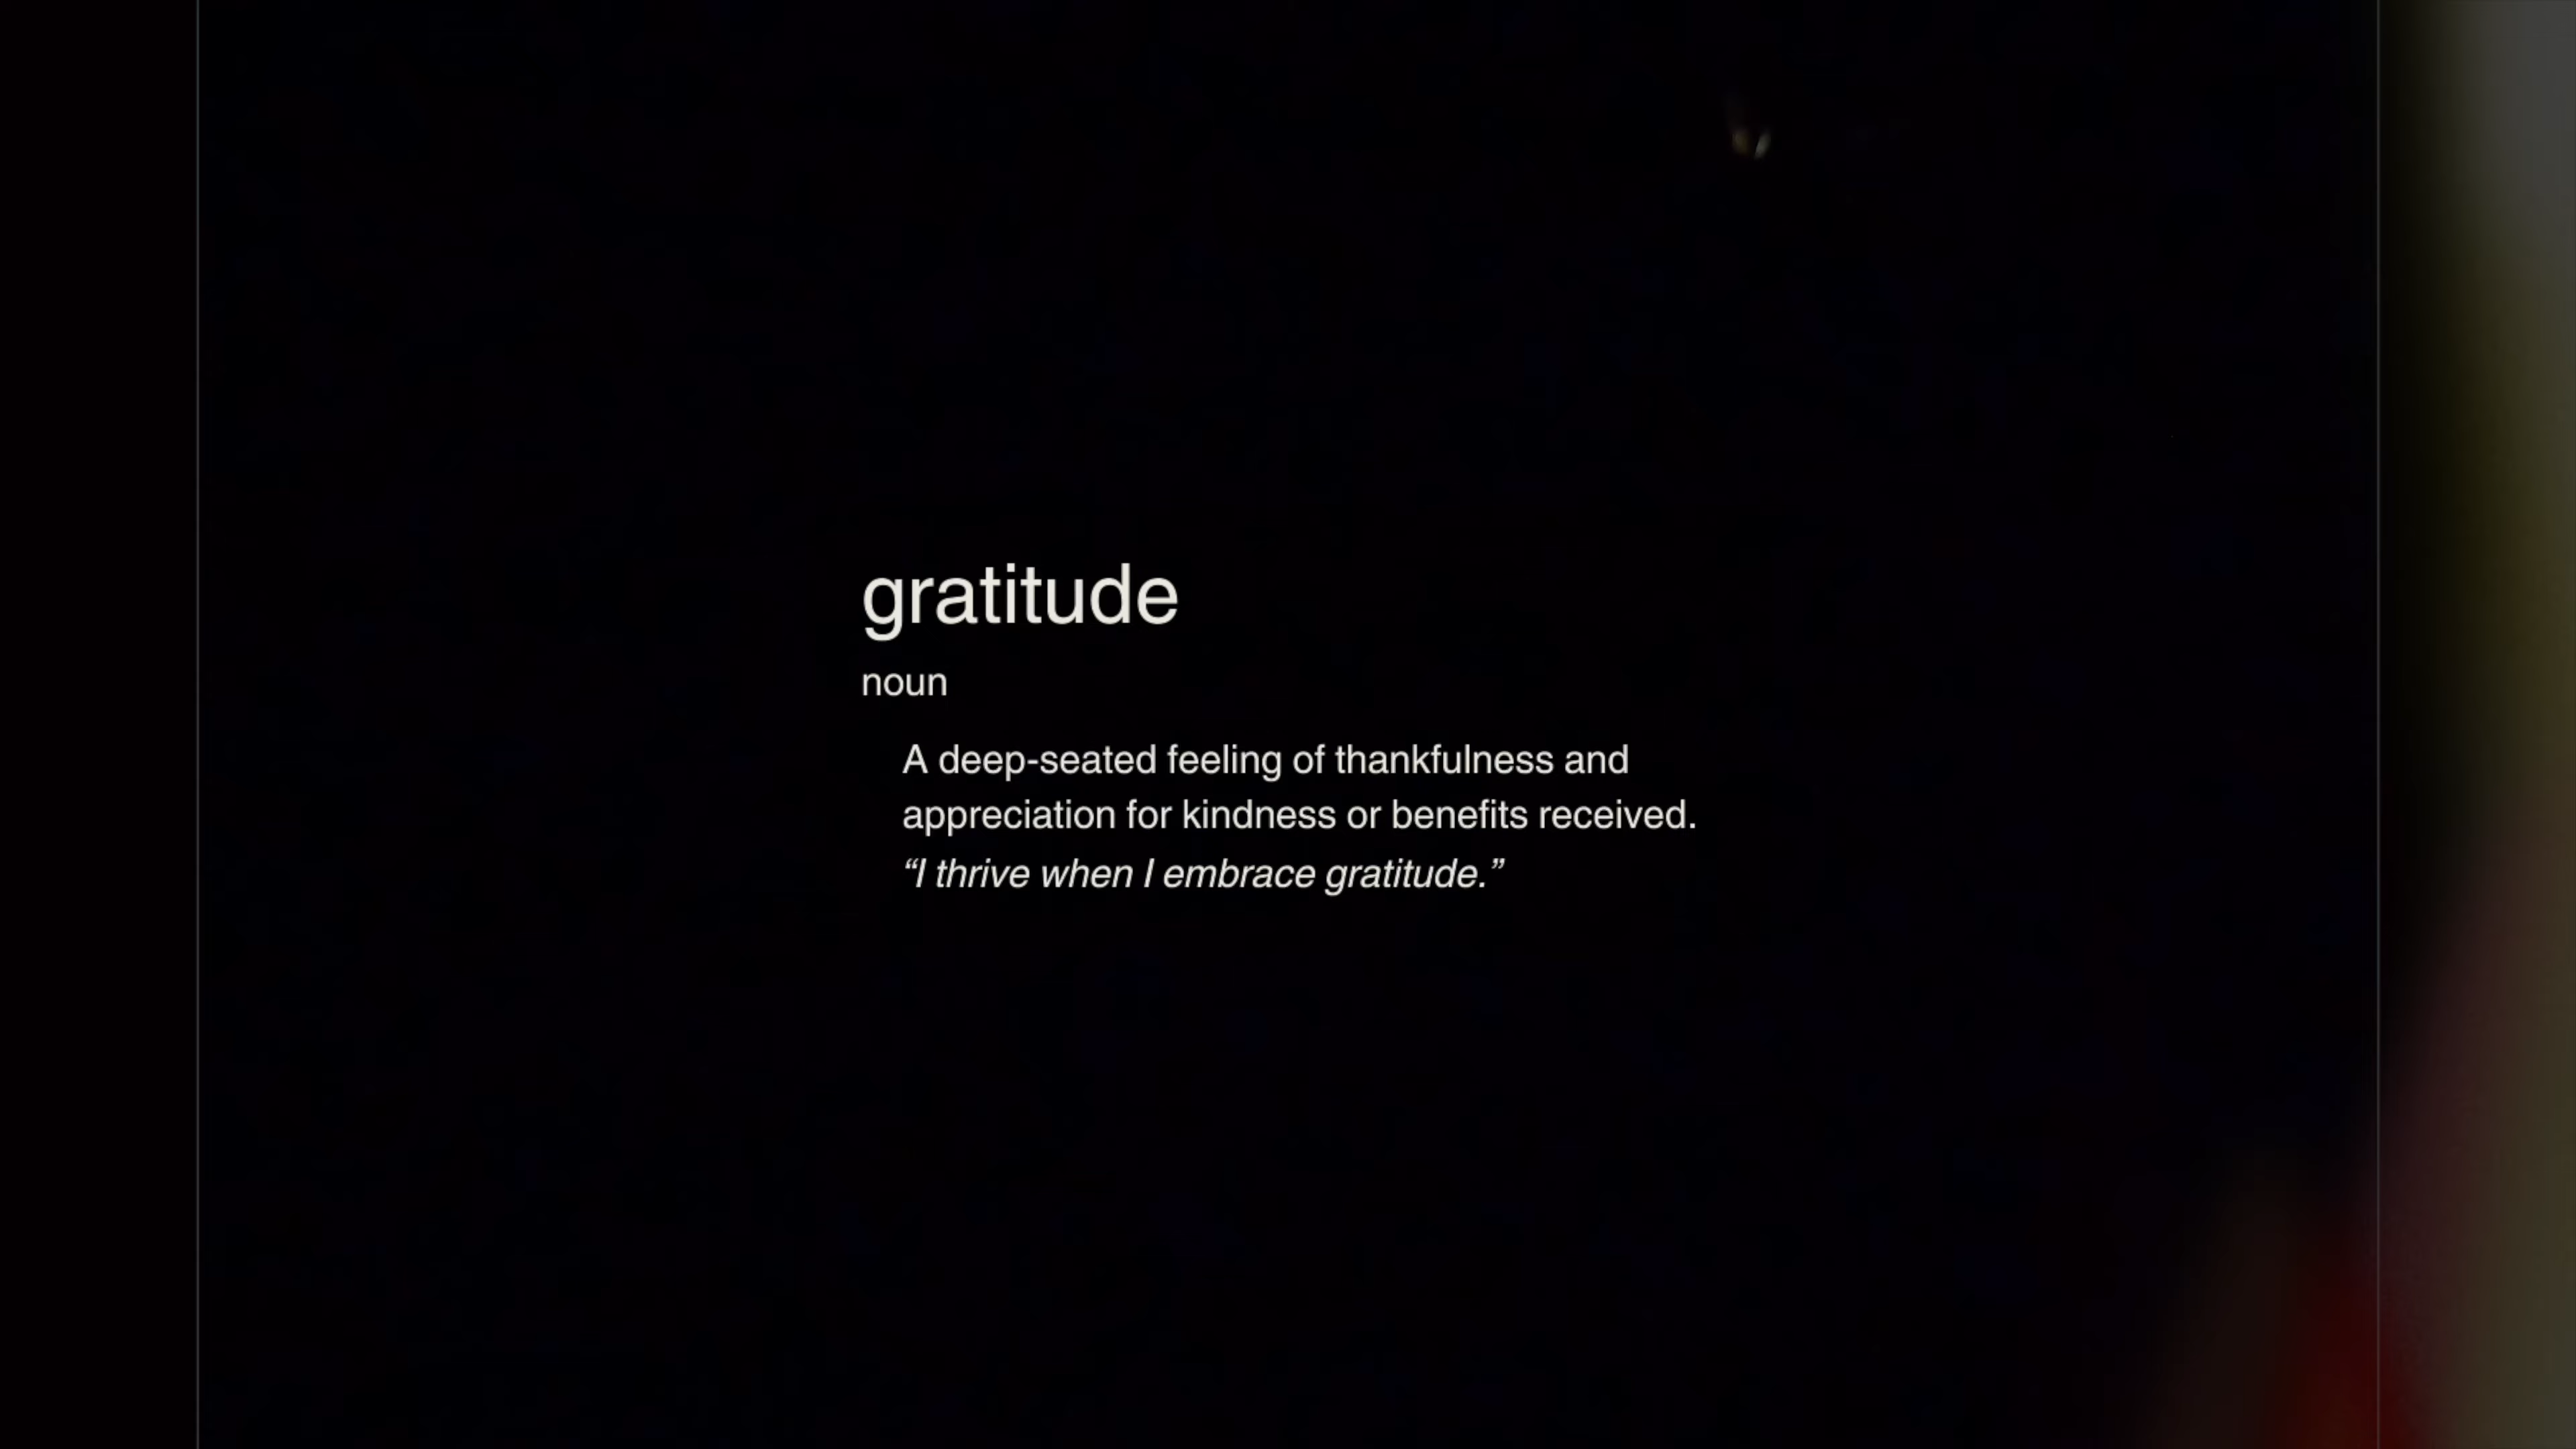 gratitude
noun
A deep-seated feeling of thankfulness and
appreciation for kindness or benefits received.
“I thrive when I embrace gratitude.”